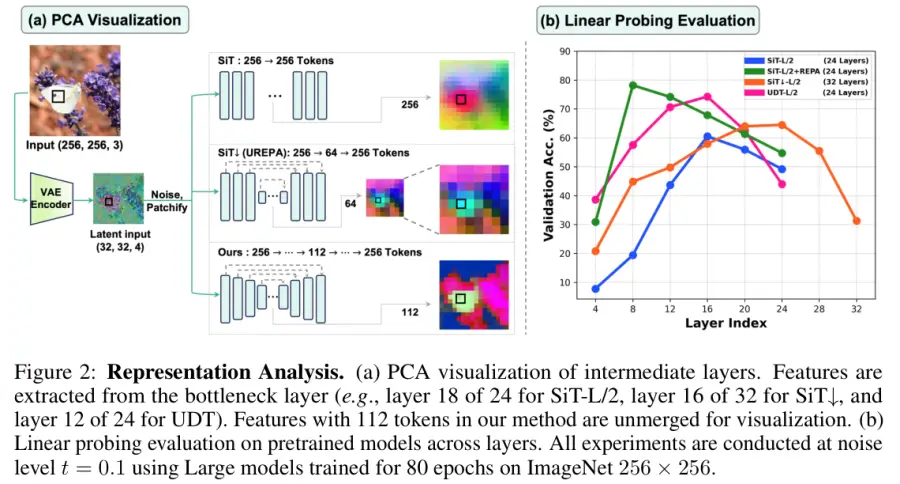 (a) PCA Visualization
Input (256, 256, 3)
VAE
Encoder
Latent input
(32, 32, 4)
Noise,
Patchify
SiT : 256 → 256 Tokens
...
256
SiT↓ (UREPA): 256 → 64 → 256 Tokens
...
64
Ours : 256 → ··· → 112 → ··· → 256 Tokens
...
112
(b) Linear Probing Evaluation
Validation Acc. (%)
90
80
70
60
50
40
30
20
10
SiT-L/2 (24 Layers)
SiT-L/2+REPA (24 Layers)
SiT↓-L/2 (32 Layers)
UDT-L/2 (24 Layers)
4 8 12 16 20 24 28 32
Layer Index
Figure 2: Representation Analysis. (a) PCA visualization of intermediate layers. Features are
extracted from the bottleneck layer (e.g., layer 18 of 24 for SiT-L/2, layer 16 of 32 for SiT↓, and
layer 12 of 24 for UDT). Features with 112 tokens in our method are unmerged for visualization. (b)
Linear probing evaluation on pretrained models across layers. All experiments are conducted at noise
level t = 0.1 using Large models trained for 80 epochs on ImageNet 256 × 256.